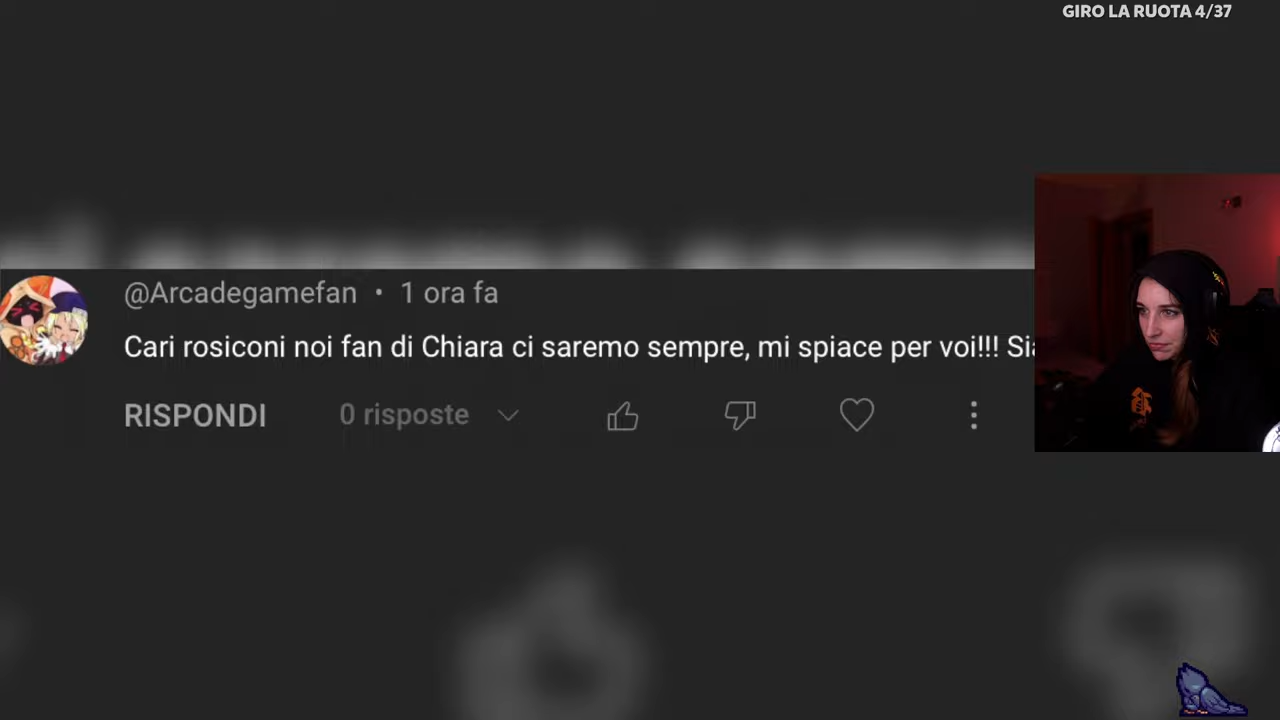 GIRO LA RUOTA 4/37
@Arcadegamefan • 1 ora fa
Cari rosiconi noi fan di Chiara ci saremo sempre, mi spiace per voi!!! Sia
RISPONDI 0 risposte